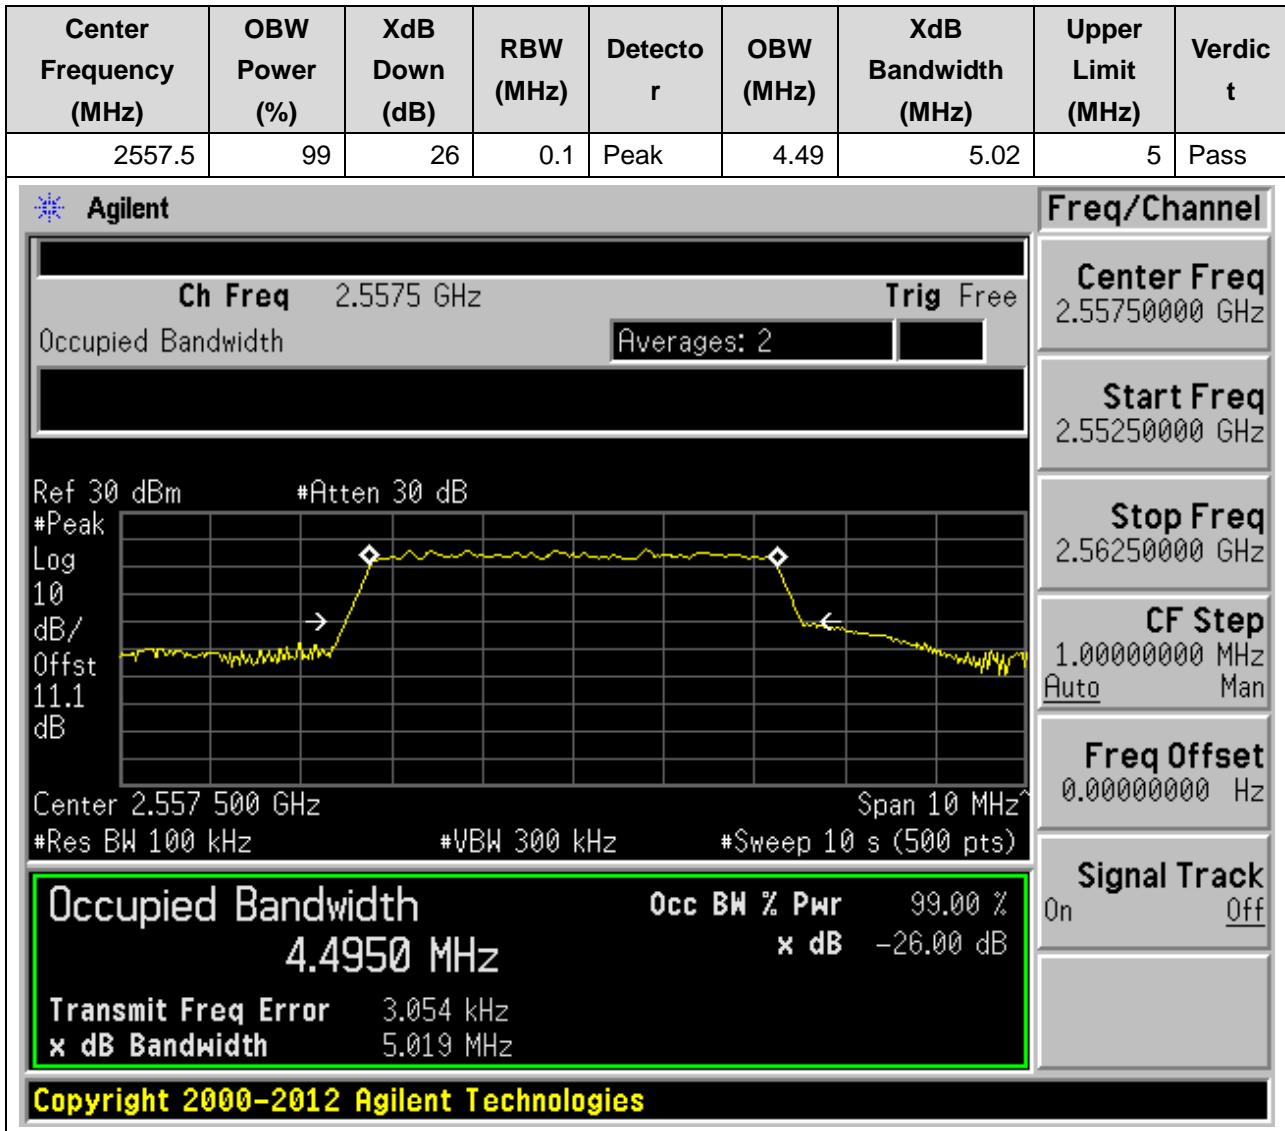 Center Frequency (MHz) OBW Power (%) XdB Down (dB) RBW (MHz) Detecto r OBW (MHz) XdB Bandwidth (MHz) Upper Limit (MHz) Verdic t
2557.5 99 26 0.1 Peak 4.49 5.02 5 Pass
Agilent
Freq/Channel
Ch Freq 2.5575 GHz Trig Free
Occupied Bandwidth Averages: 2
Center Freq
2.55750000 GHz
Start Freq
2.55250000 GHz
Stop Freq
2.56250000 GHz
CF Step
1.00000000 MHz
Auto Man
Freq Offset
0.00000000 Hz
Signal Track
On Off
Ref 30 dBm #Atten 30 dB
#Peak
Log
10
dB/
Offst
11.1
dB
Center 2.557 500 GHz Span 10 MHz^
#Res BW 100 kHz #VBW 300 kHz #Sweep 10 s (500 pts)
Occupied Bandwidth Occ BW % Pwr 99.00 %
4.4950 MHz x dB -26.00 dB
Transmit Freq Error 3.054 kHz
x dB Bandwidth 5.019 MHz
Copyright 2000-2012 Agilent Technologies